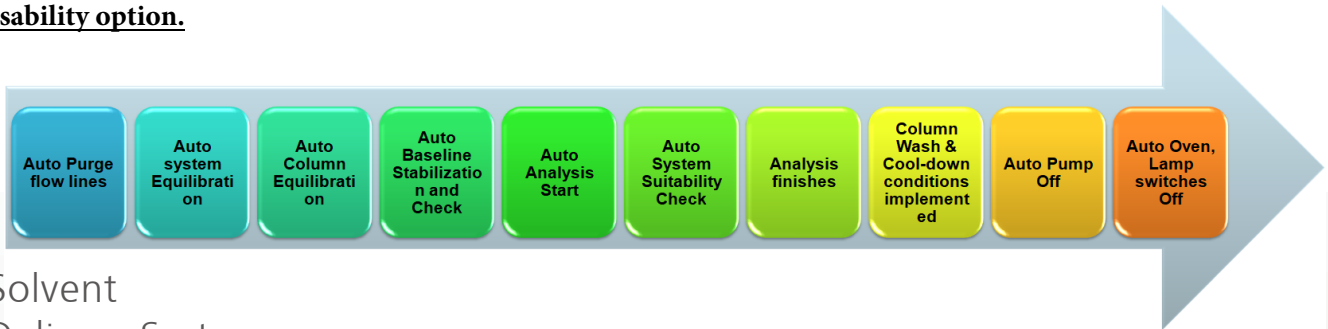 sability option.
Auto Purge
flow lines
Auto
system
Equilibrati
on
Auto
Column
Equilibrati
on
Auto
Baseline
Stabilizatio
n and
Check
Auto
Analysis
Start
Auto
System
Suitability
Check
Analysis
finishes
Column
Wash &
Cool-down
conditions
implement
ed
Auto Pump
Off
Auto Oven,
Lamp
switches
Off
Solvent